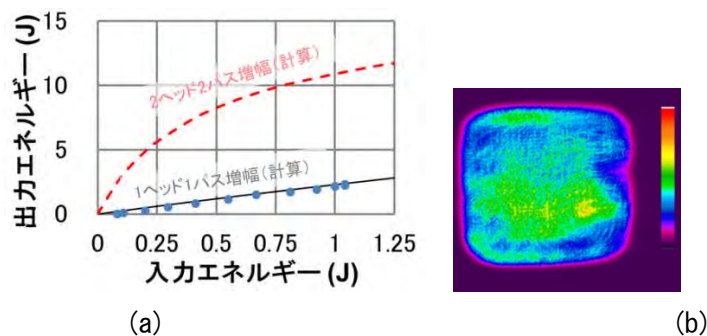 15
10
5
0
出力エネルギー (J)
2ヘッド2パス増幅(計算)
1ヘッド1パス増幅(計算)
0
0.25
0.5
0.75
1
1.25
入力エネルギー (J)
(a)
(b)